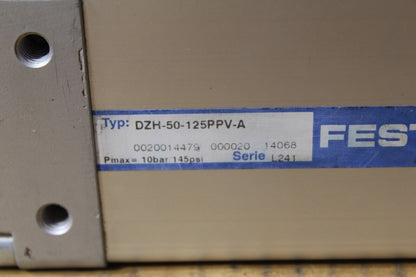 Typ: DZH-50-125PPV-A
0020014479 000020 14068
Pmax= 10bar 145psi Serie L241
FEST